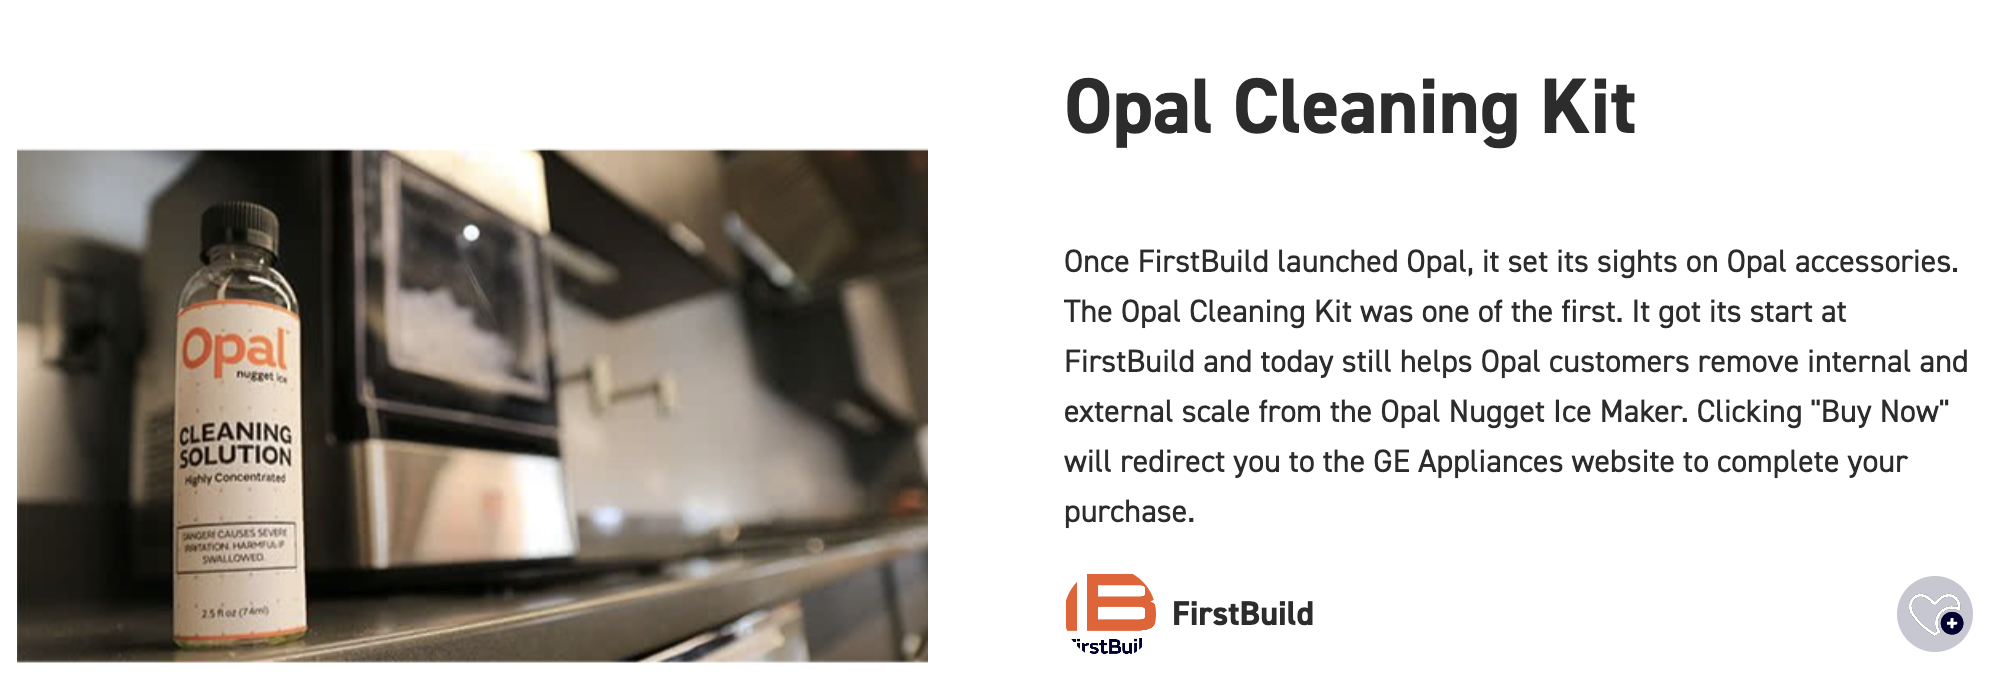 Opal Cleaning Kit
Once FirstBuild launched Opal, it set its sights on Opal accessories.
The Opal Cleaning Kit was one of the first. It got its start at
FirstBuild and today still helps Opal customers remove internal and
external scale from the Opal Nugget Ice Maker. Clicking "Buy Now"
will redirect you to the GE Appliances website to complete your
purchase.
FirstBuild
irstBuil
Opal™
nugget ice
CLEANING
SOLUTION
Highly Concentrated
DANGER! CAUSES SEVERE
IRRITATION. HARMFUL IF
SWALLOWED.
2.5 fl oz (74ml)